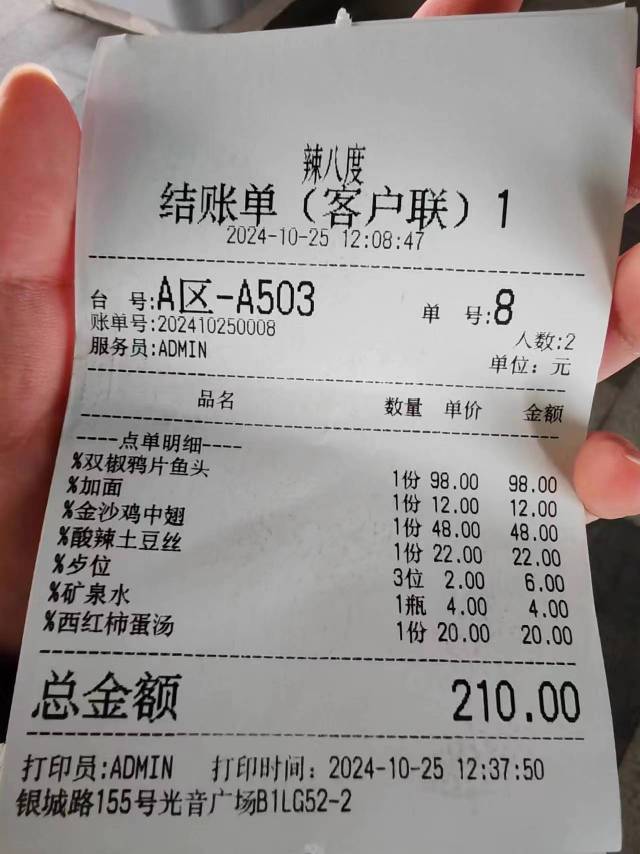 辣八度
结账单（客户联）1
2024-10-25 12:08:47
台 号:A区-A503 单 号:8
账单号:202410250008 人数:2
服务员:ADMIN 单位: 元
品名 数量 单价 金额
----点单明细----
%双椒鸦片鱼头 1份 98.00 98.00
%加面 1份 12.00 12.00
%金沙鸡中翅 1份 48.00 48.00
%酸辣土豆丝 1份 22.00 22.00
%歺位 3位 2.00 6.00
%矿泉水 1瓶 4.00 4.00
%西红柿蛋汤 1份 20.00 20.00
总金额 210.00
打印员:ADMIN 打印时间: 2024-10-25 12:37:50
银城路155号光音广场B1LG52-2